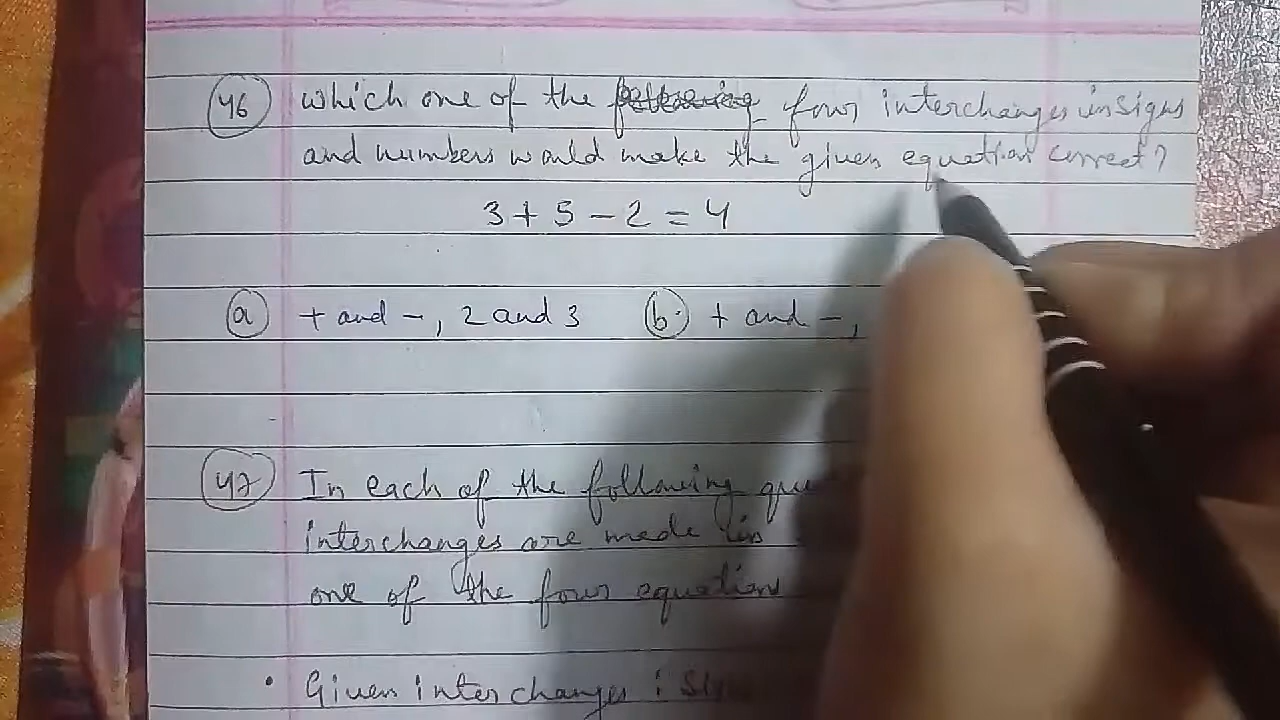 46 which one of the four interchanges in signs
and numbers would make the given equation correct?
3 + 5 - 2 = 4
a + and -, 2 and 3 b. + and -,
47 In each of the following
interchanges are made
one of the four equations
• Given interchanges :